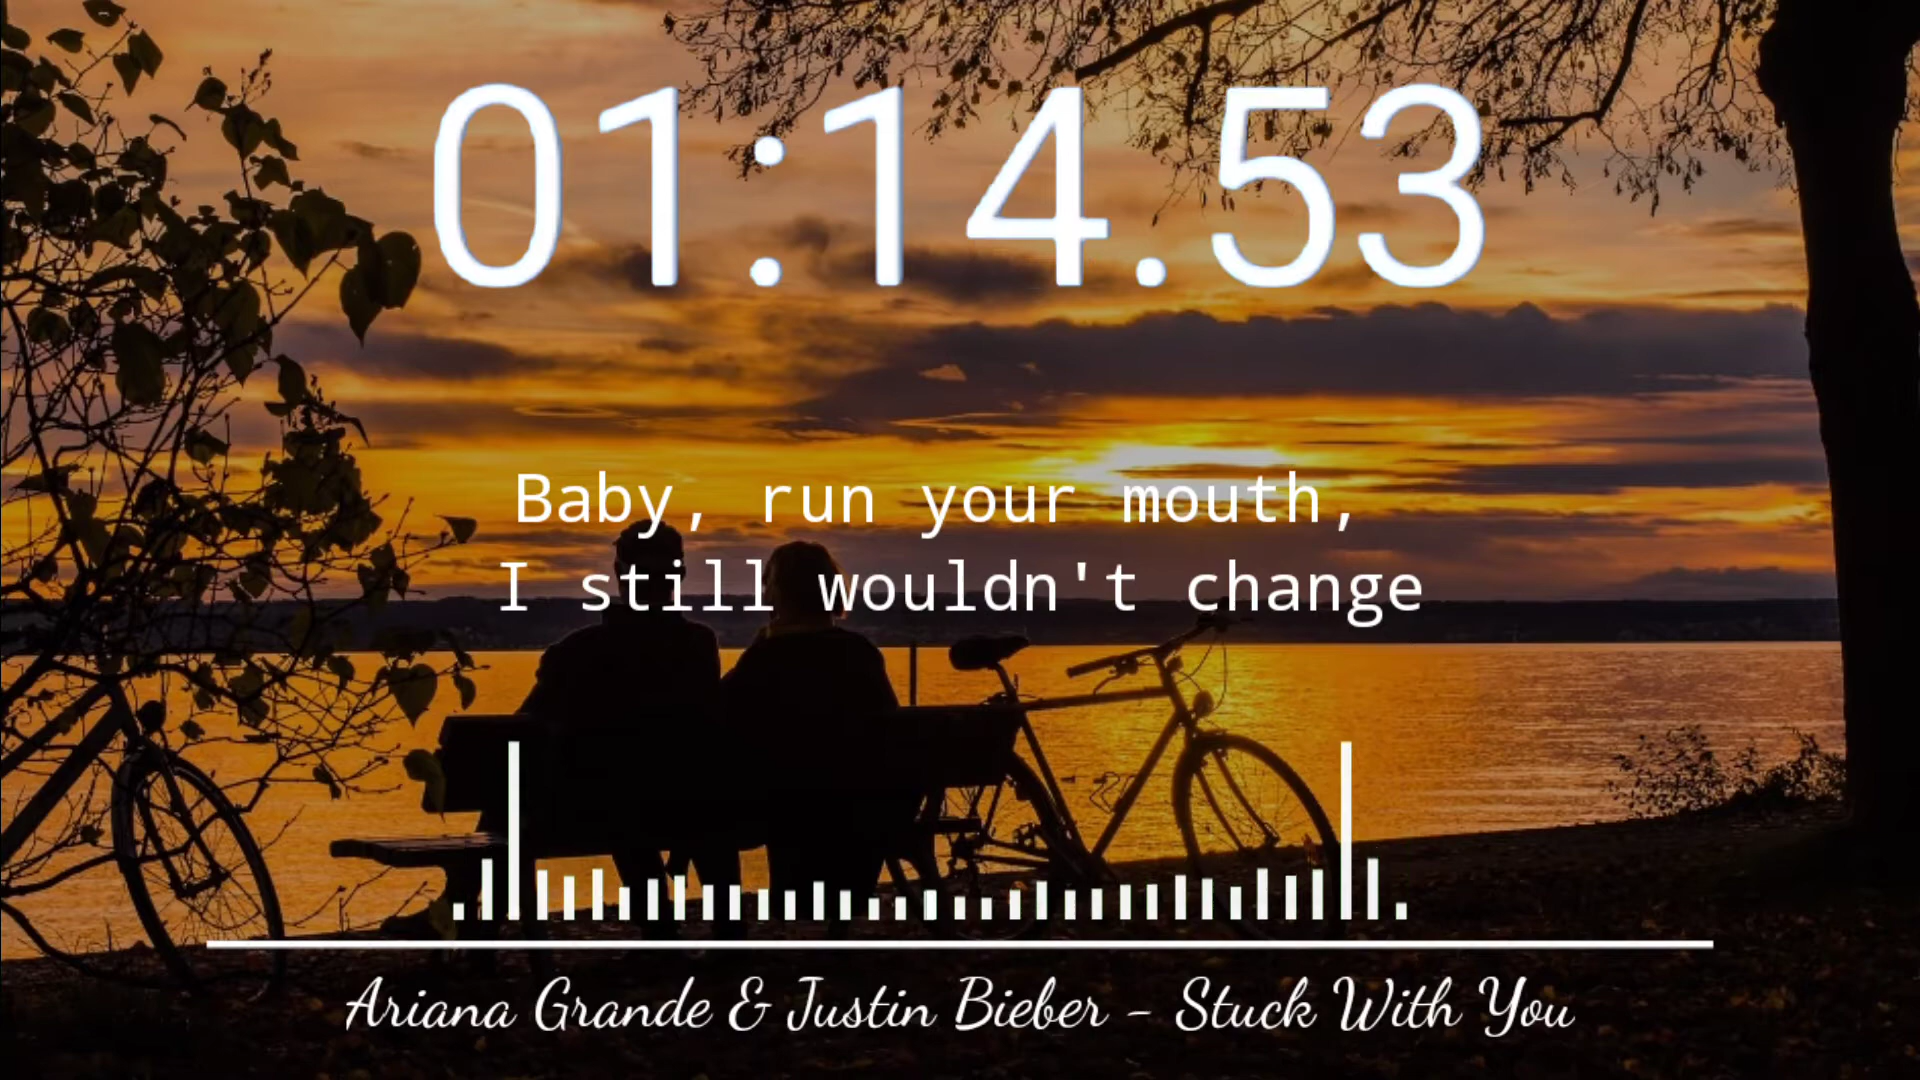 01:14.53
Baby, run your mouth,
I still wouldn't change
Ariana Grande & Justin Bieber - Stuck With You